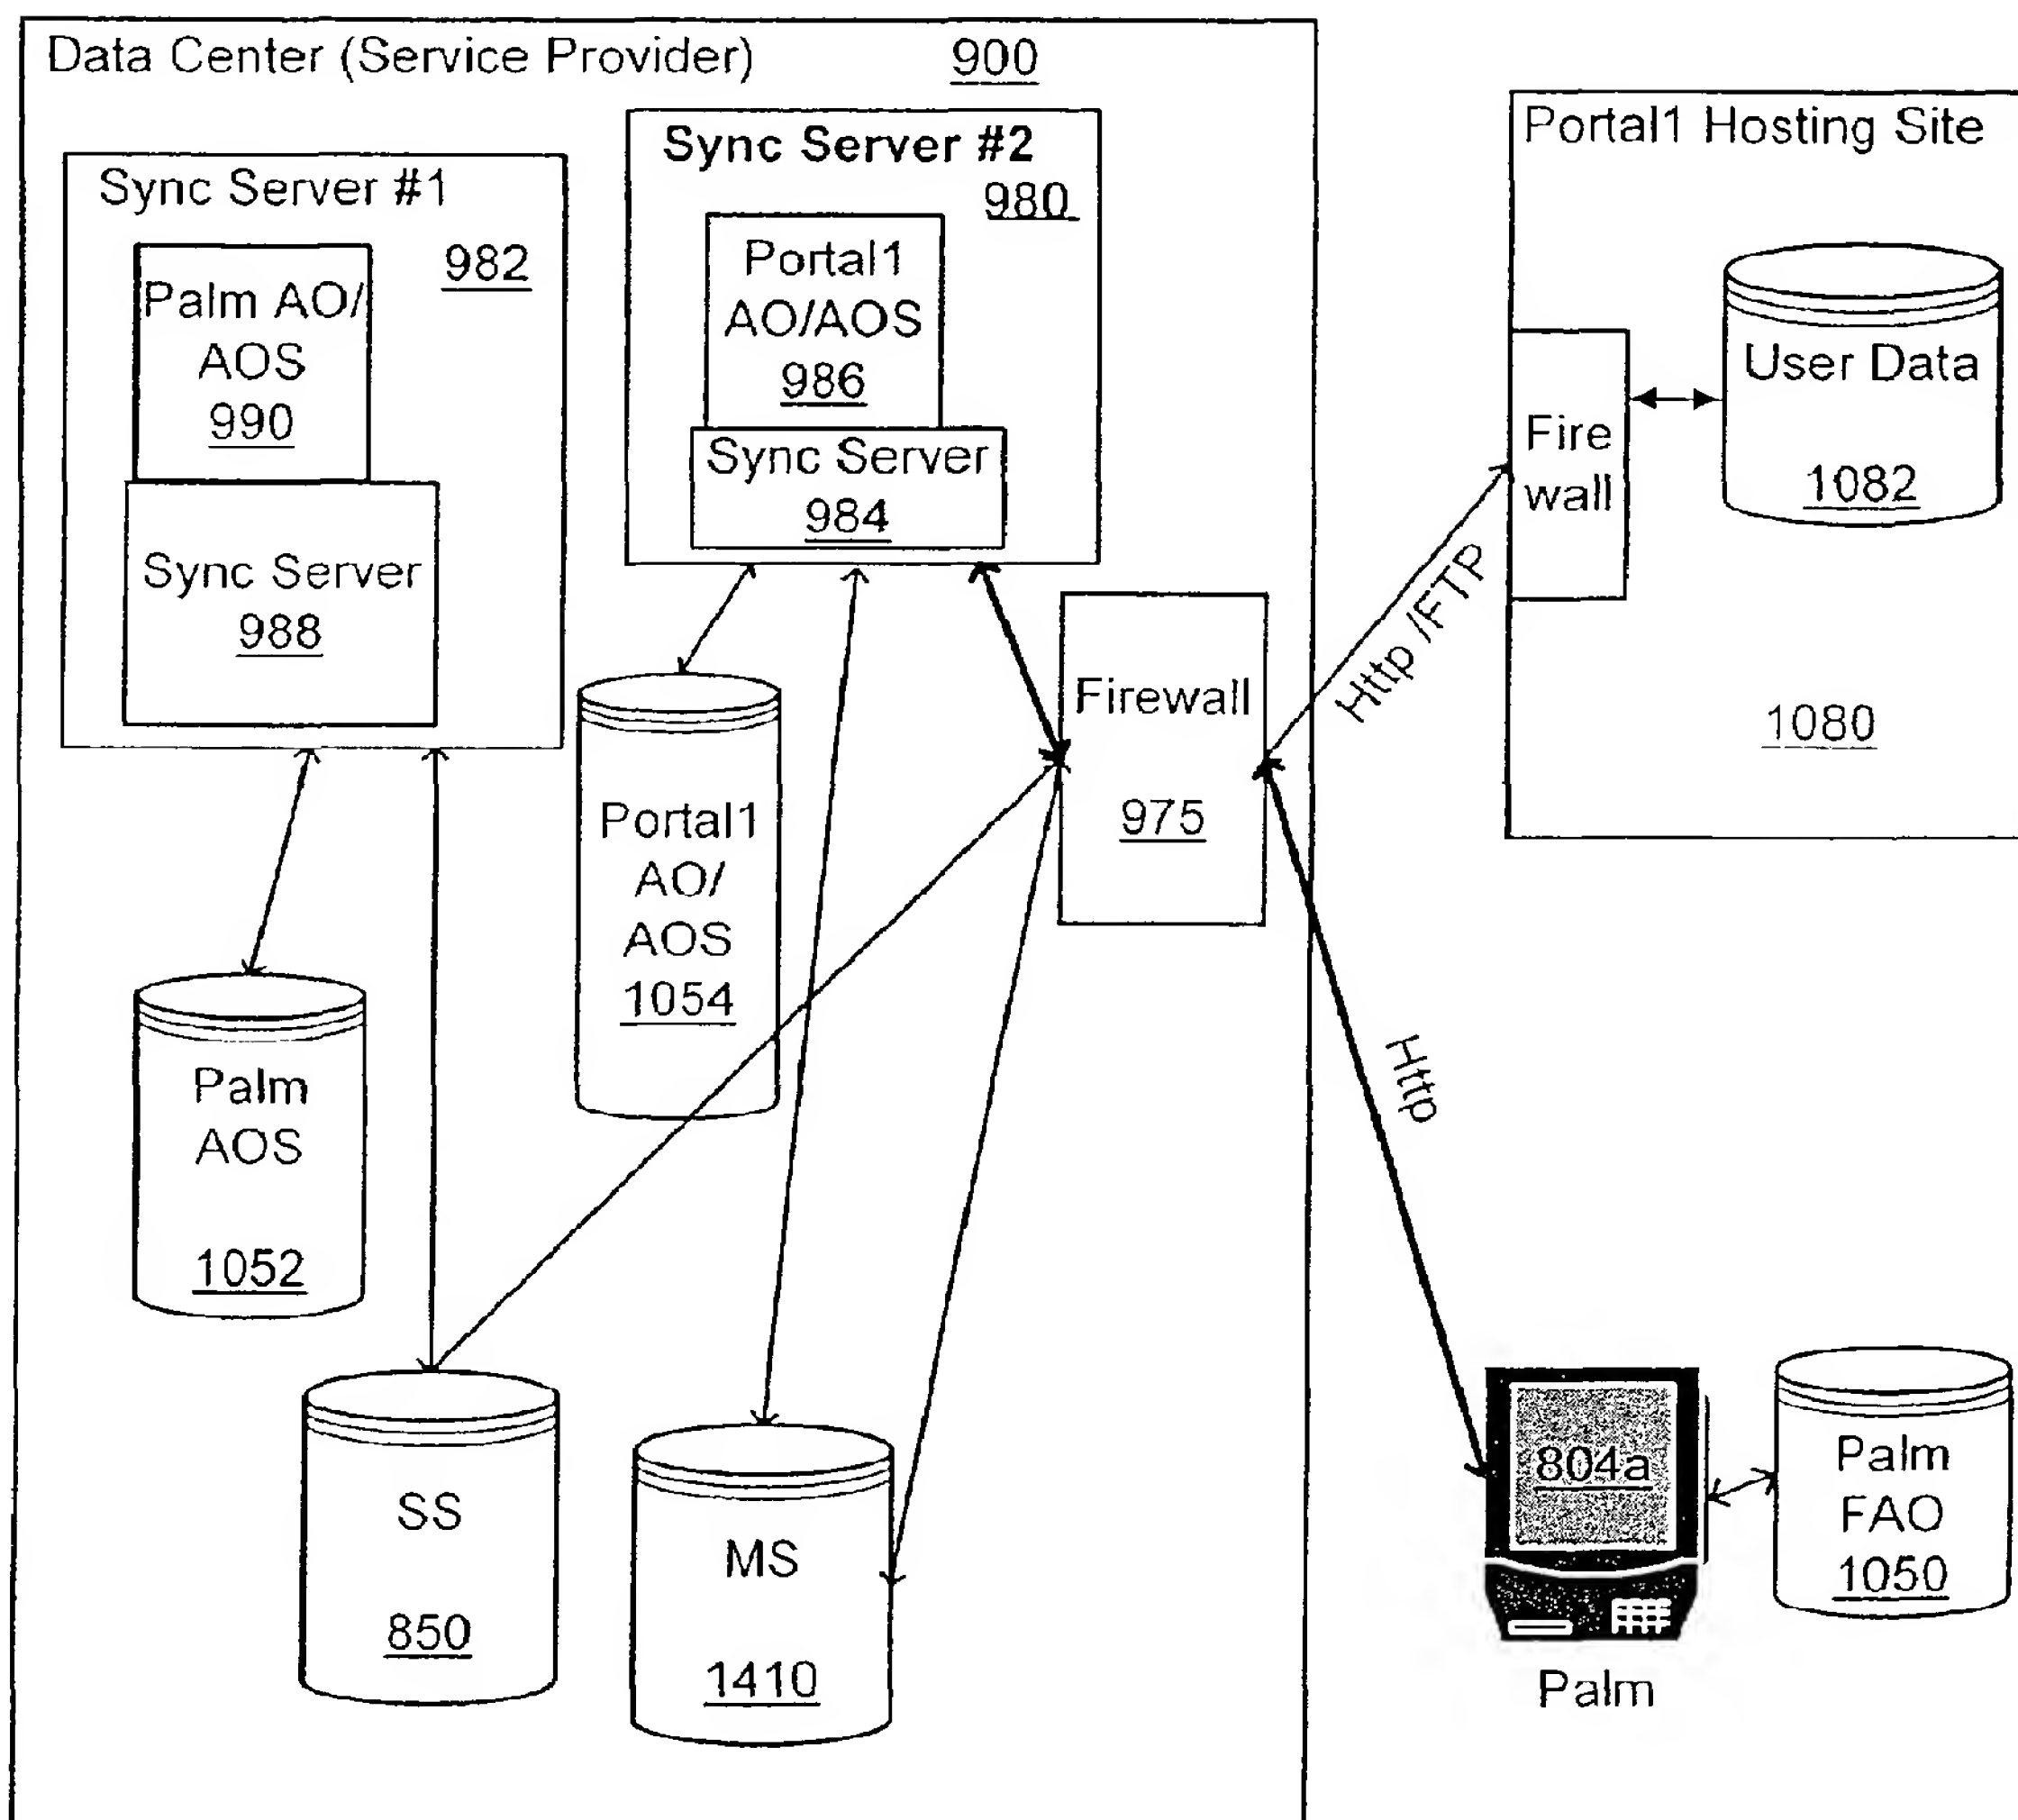 Data Center (Service Provider) 900
Sync Server #1
982
Palm AO/
AOS
990
Sync Server
988
Sync Server #2
980
Portal1
AO/AOS
986
Sync Server
984
Portal1 Hosting Site
User Data
1082
Fire
wall
1080
Http /FTP
Firewall
975
Portal1
AO/
AOS
1054
Palm
AOS
1052
Http
SS
850
MS
1410
804a
Palm
Palm
FAO
1050